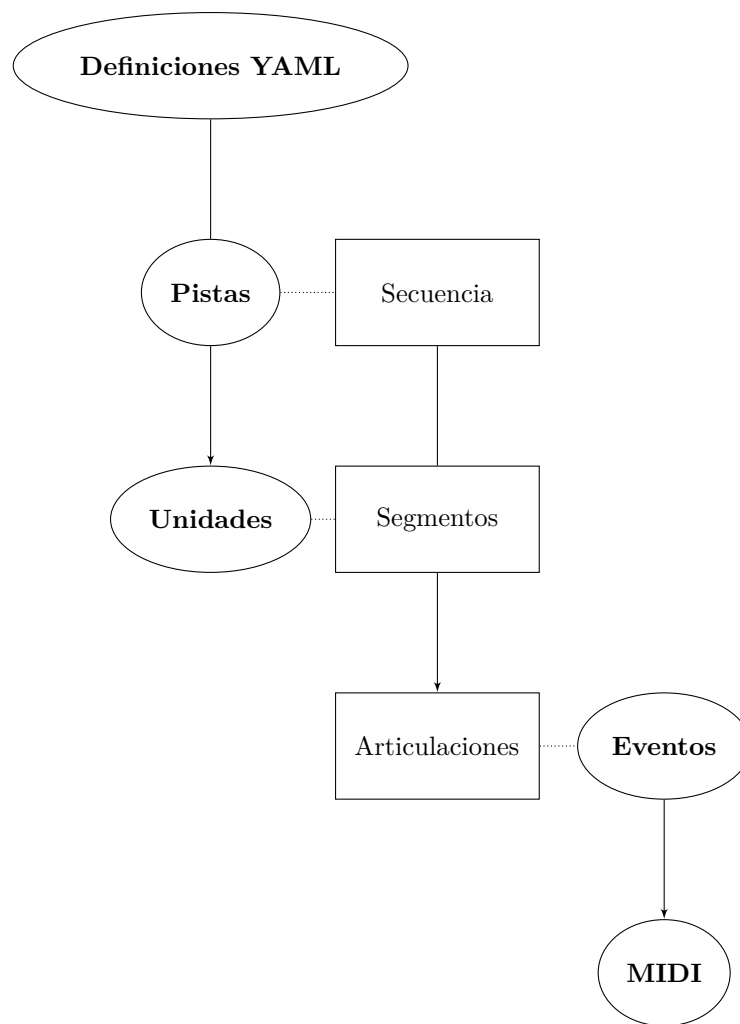 Definiciones YAML
Pistas
Secuencia
Unidades
Segmentos
Articulaciones
Eventos
MIDI